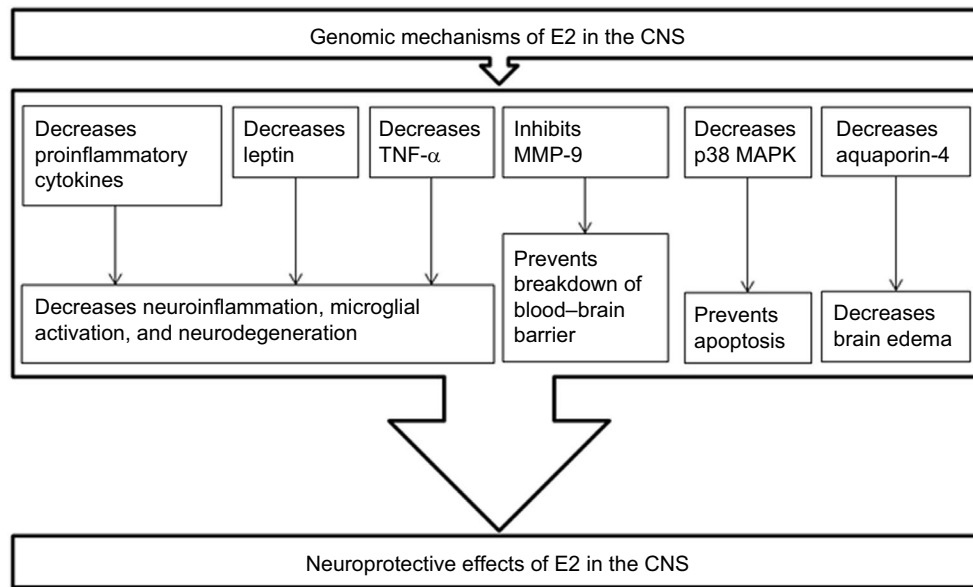 Genomic mechanisms of E2 in the CNS
Decreases
proinflammatory
cytokines
Decreases
leptin
Decreases
TNF-α
Inhibits
MMP-9
Decreases
p38 MAPK
Decreases
aquaporin-4
Decreases neuroinflammation, microglial
activation, and neurodegeneration
Prevents
breakdown of
blood–brain
barrier
Prevents
apoptosis
Decreases
brain edema
Neuroprotective effects of E2 in the CNS